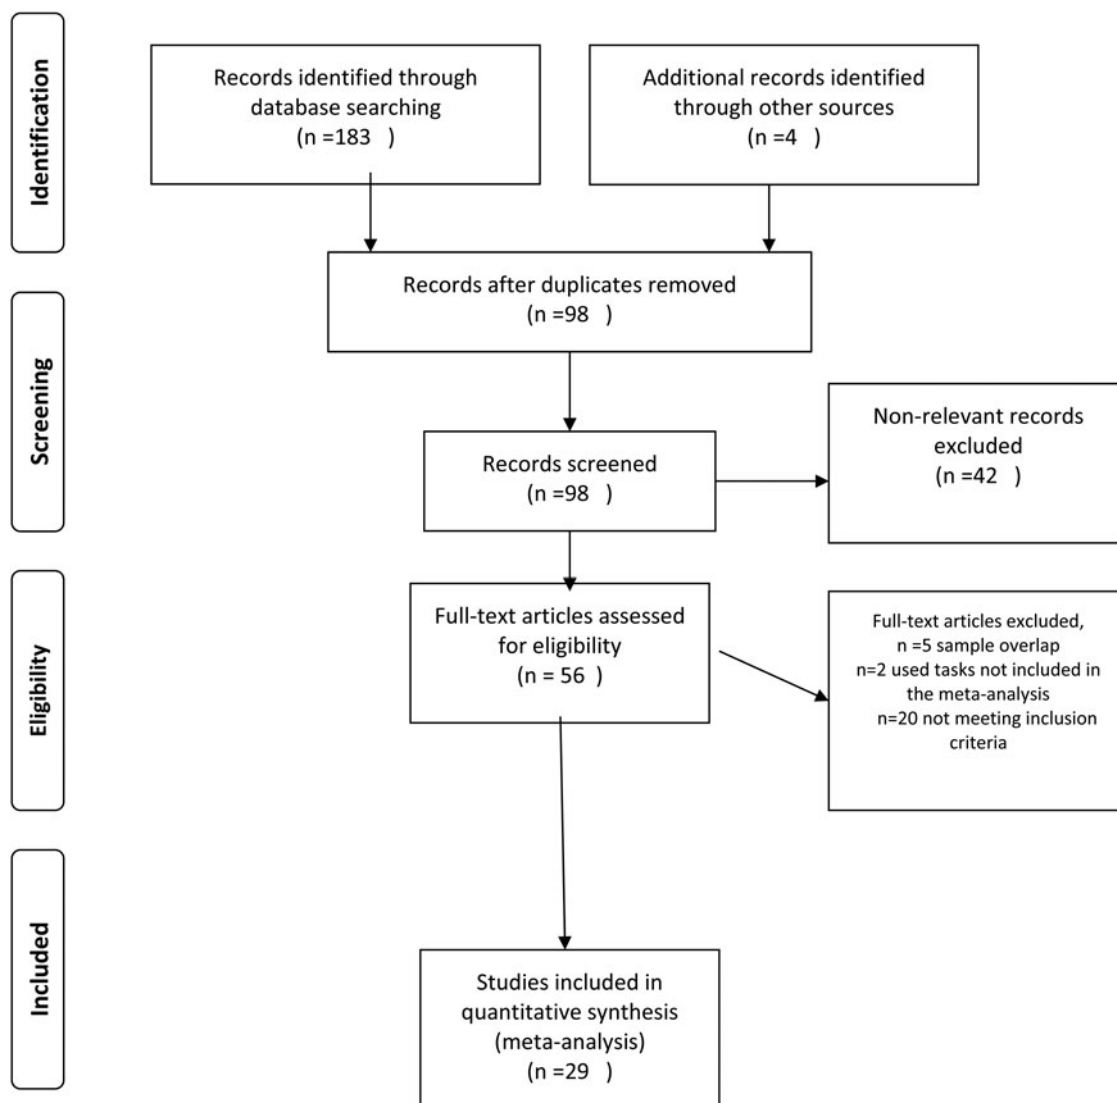 Identification
Records identified through
database searching
(n =183   )
Additional records identified
through other sources
(n =4   )
Records after duplicates removed
(n =98   )
Screening
Records screened
(n =98   )
Non-relevant records
excluded
(n =42   )
Eligibility
Full-text articles assessed
for eligibility
(n = 56   )
Full-text articles excluded,
n =5 sample overlap
n=2 used tasks not included in
the meta-analysis
n=20 not meeting inclusion
criteria
Included
Studies included in
quantitative synthesis
(meta-analysis)
(n =29   )